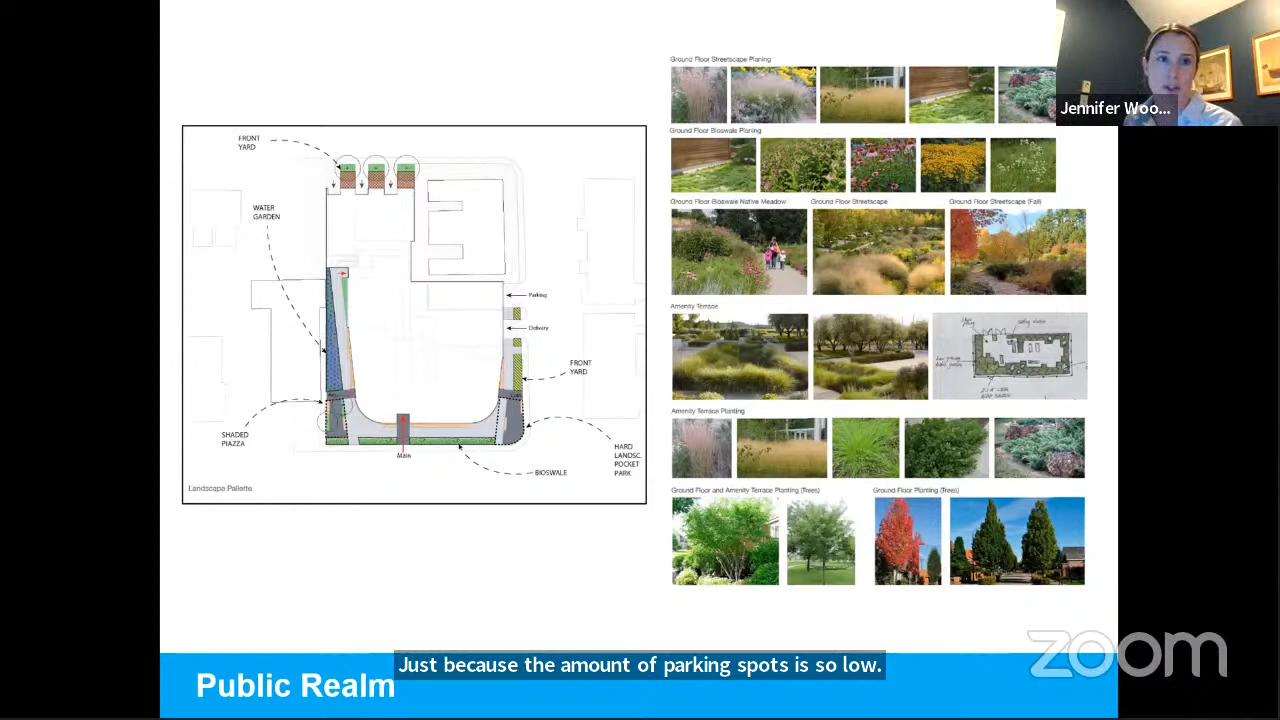 Ground Floor Streetscape Planing
Jennifer Woo...
Ground Floor Bioswale Planing
FRONT
YARD
WATER
GARDEN
Ground Floor Bioswale Native Meadow
Ground Floor Streetscape
Ground Floor Streetscape (Fall)
Parking
Delivery
Amenity Terrace
FRONT
YARD
SHADED
PIAZZA
Main
HARD
LANDSC.
POCKET
PARK
BIOSWALE
Landscape Pallette
Amenity Terrace Planting
Ground Floor and Amenity Terrace Planting (Trees)
Ground Floor Planting (Trees)
zoom
Just because the amount of parking spots is so low.
Public Realm